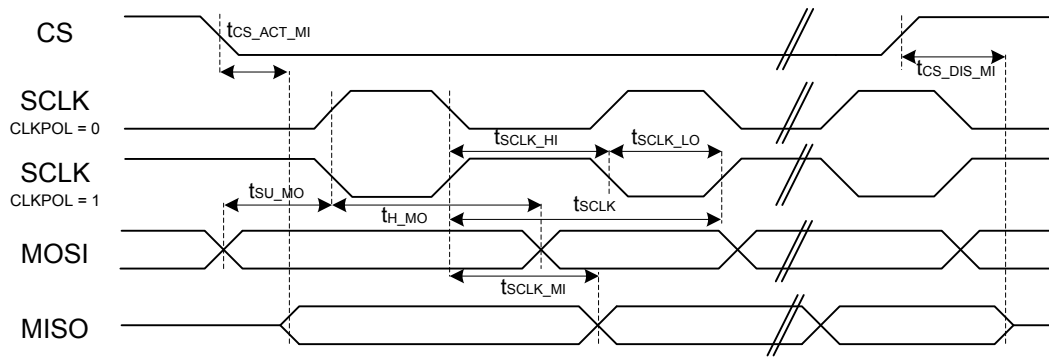 CS
tCS_ACT_MI
tCS_DIS_MI
SCLK
CLKPOL = 0
tSCLK_HI
tSCLK_LO
SCLK
CLKPOL = 1
tSU_MO
tH_MO
tSCLK
MOSI
tSCLK_MI
MISO